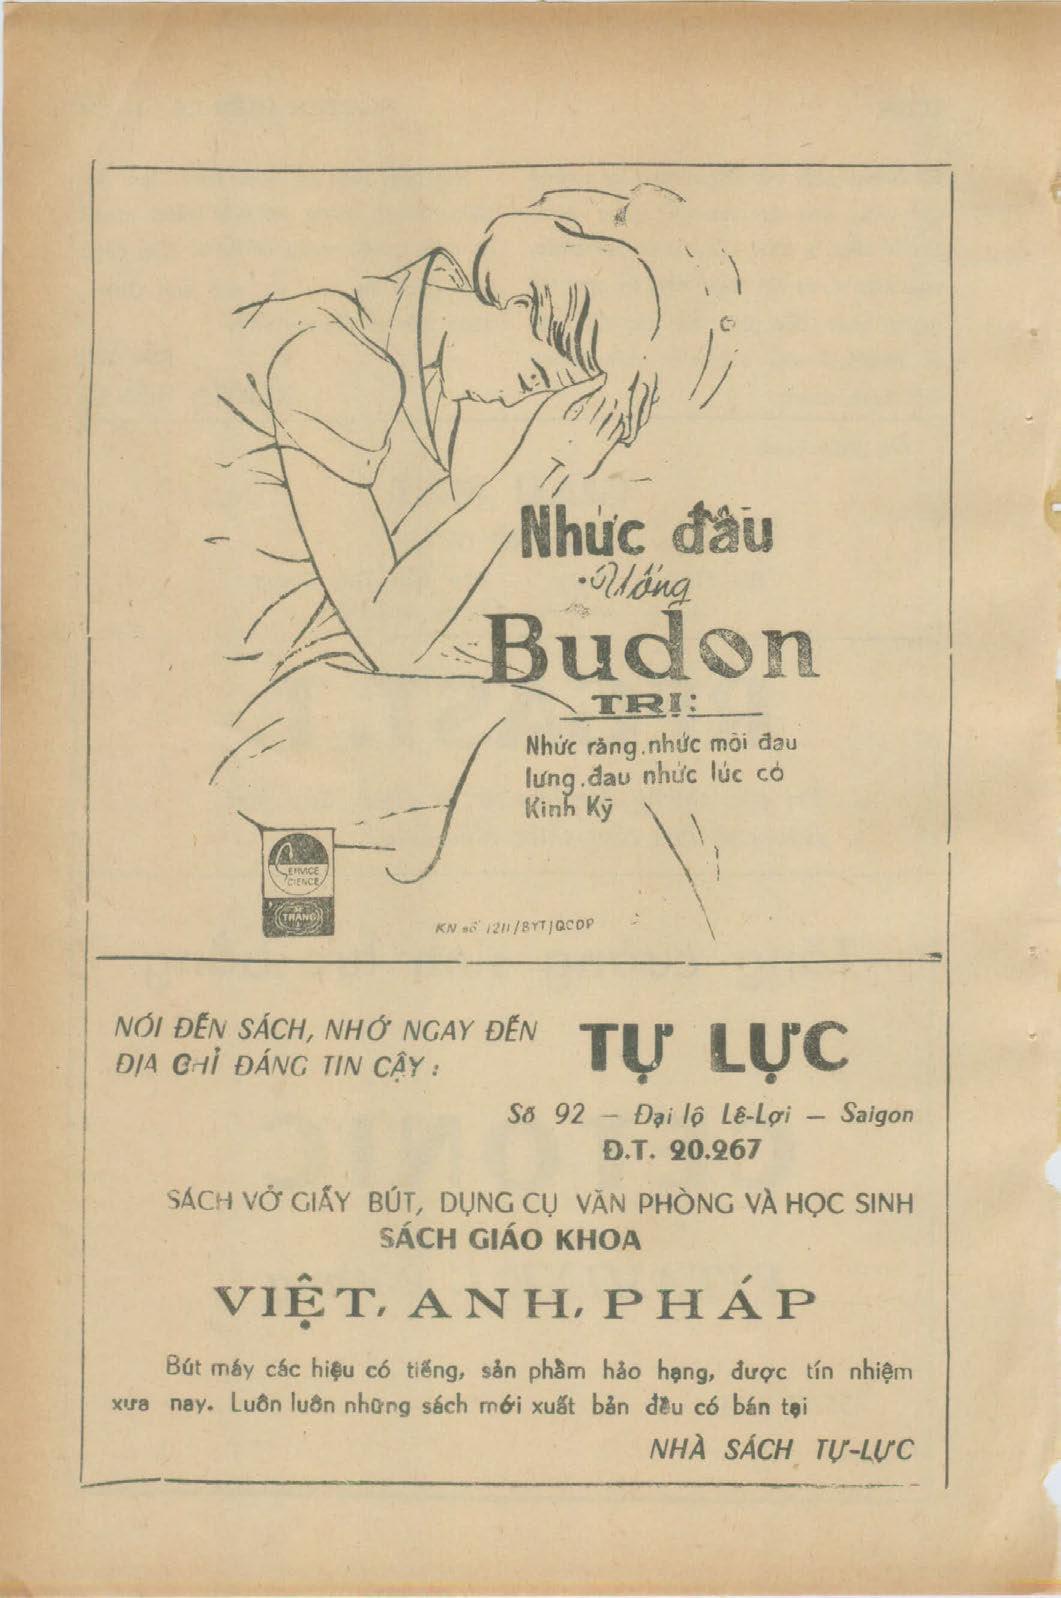 Nhức đầu
Uống
Budon
TRỊ:
Nhức răng, nhức mỏi đau
lưng, đau nhức lúc có
Kinh Kỳ
SERVICE
SCIENCE
TRANG
KN số 1211/BYT/QCDP
NÓI ĐẾN SÁCH, NHỚ NGAY ĐẾN
ĐỊA CHỈ ĐÁNG TIN CẬY :
TỰ LỰC
Số 92 — Đại lộ Lê-Lợi — Saigon
Đ.T. 20.267
SÁCH VỞ GIẤY BÚT, DỤNG CỤ VĂN PHÒNG VÀ HỌC SINH
SÁCH GIÁO KHOA
VIỆT, ANH, PHÁP
Bút máy các hiệu có tiếng, sản phẩm hảo hạng, được tín nhiệm
xưa nay. Luôn luôn những sách mới xuất bản đều có bán tại
NHÀ SÁCH TỰ-LỰC